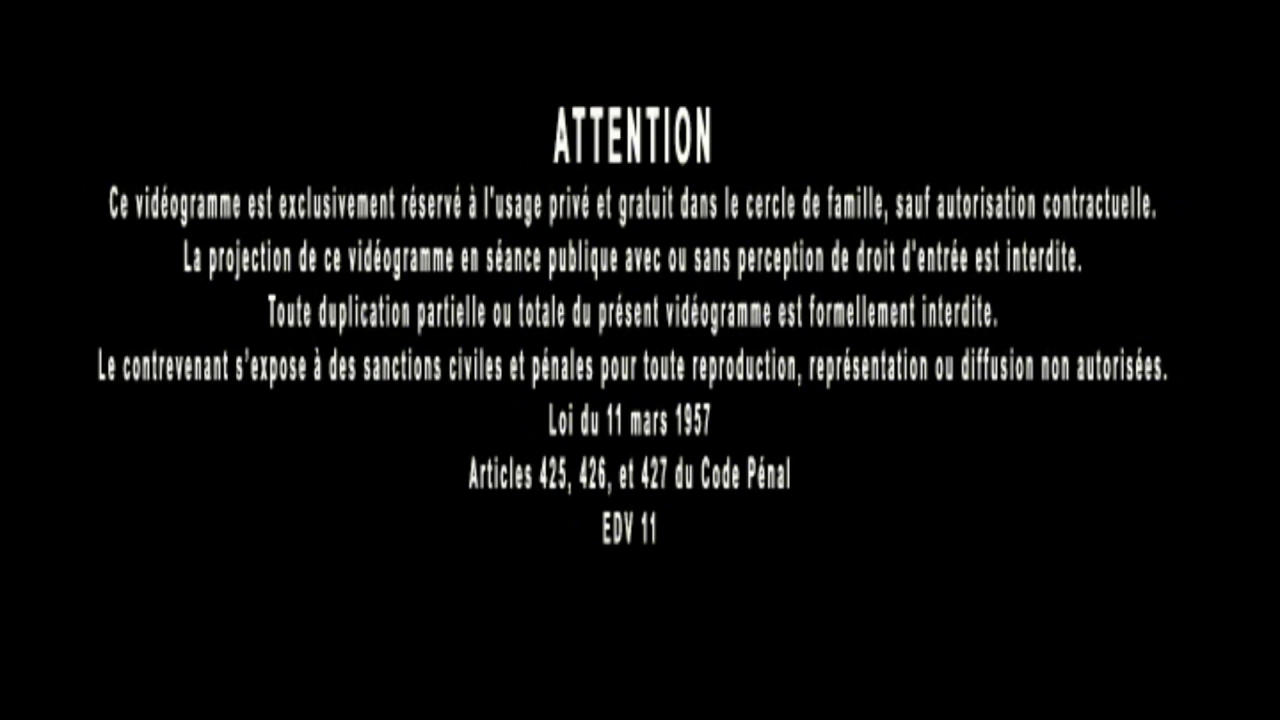 ATTENTION
Ce vidéogramme est exclusivement réservé à l'usage privé et gratuit dans le cercle de famille, sauf autorisation contractuelle.
La projection de ce vidéogramme en séance publique avec ou sans perception de droit d'entrée est interdite.
Toute duplication partielle ou totale du présent vidéogramme est formellement interdite.
Le contrevenant s'expose à des sanctions civiles et pénales pour toute reproduction, représentation ou diffusion non autorisées.
Loi du 11 mars 1957
Articles 425, 426, et 427 du Code Pénal
EDV 11